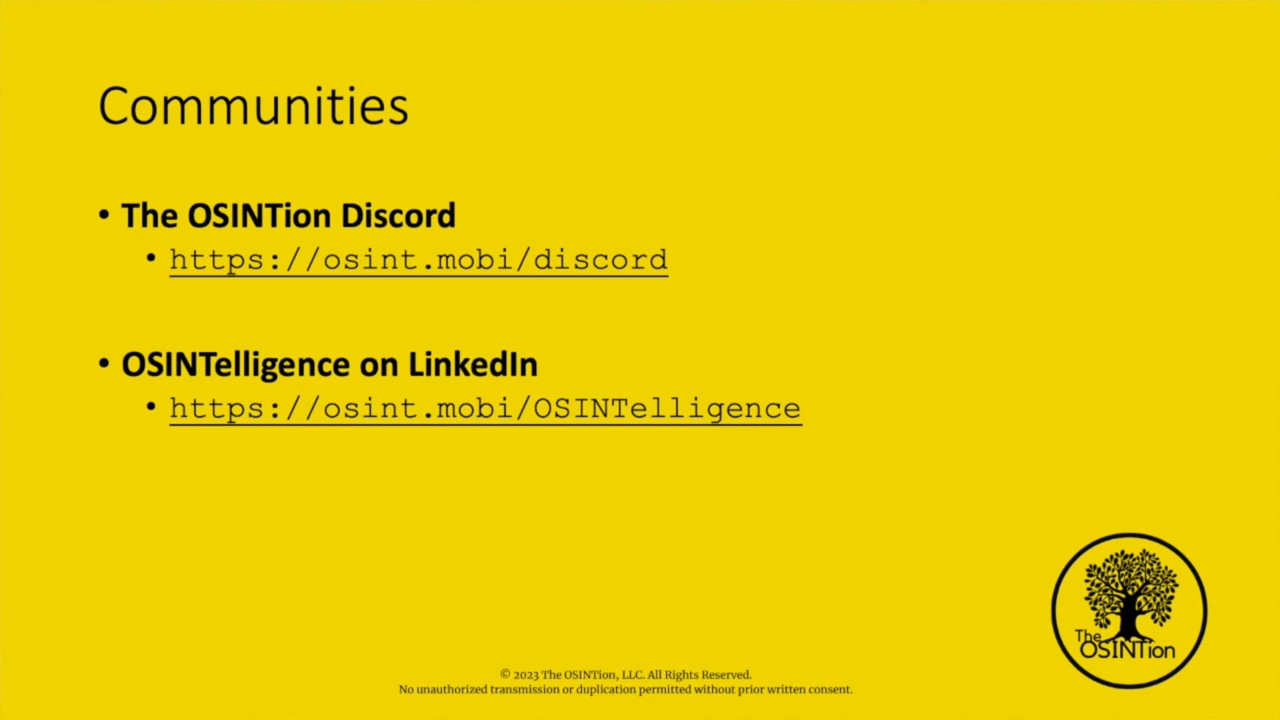 Communities
• The OSINTion Discord
• https://osint.mobi/discord
• OSINTelligence on LinkedIn
• https://osint.mobi/OSINTelligence
The
OSINTion
© 2023 The OSINTion, LLC. All Rights Reserved.
No unauthorized transmission or duplication permitted without prior written consent.